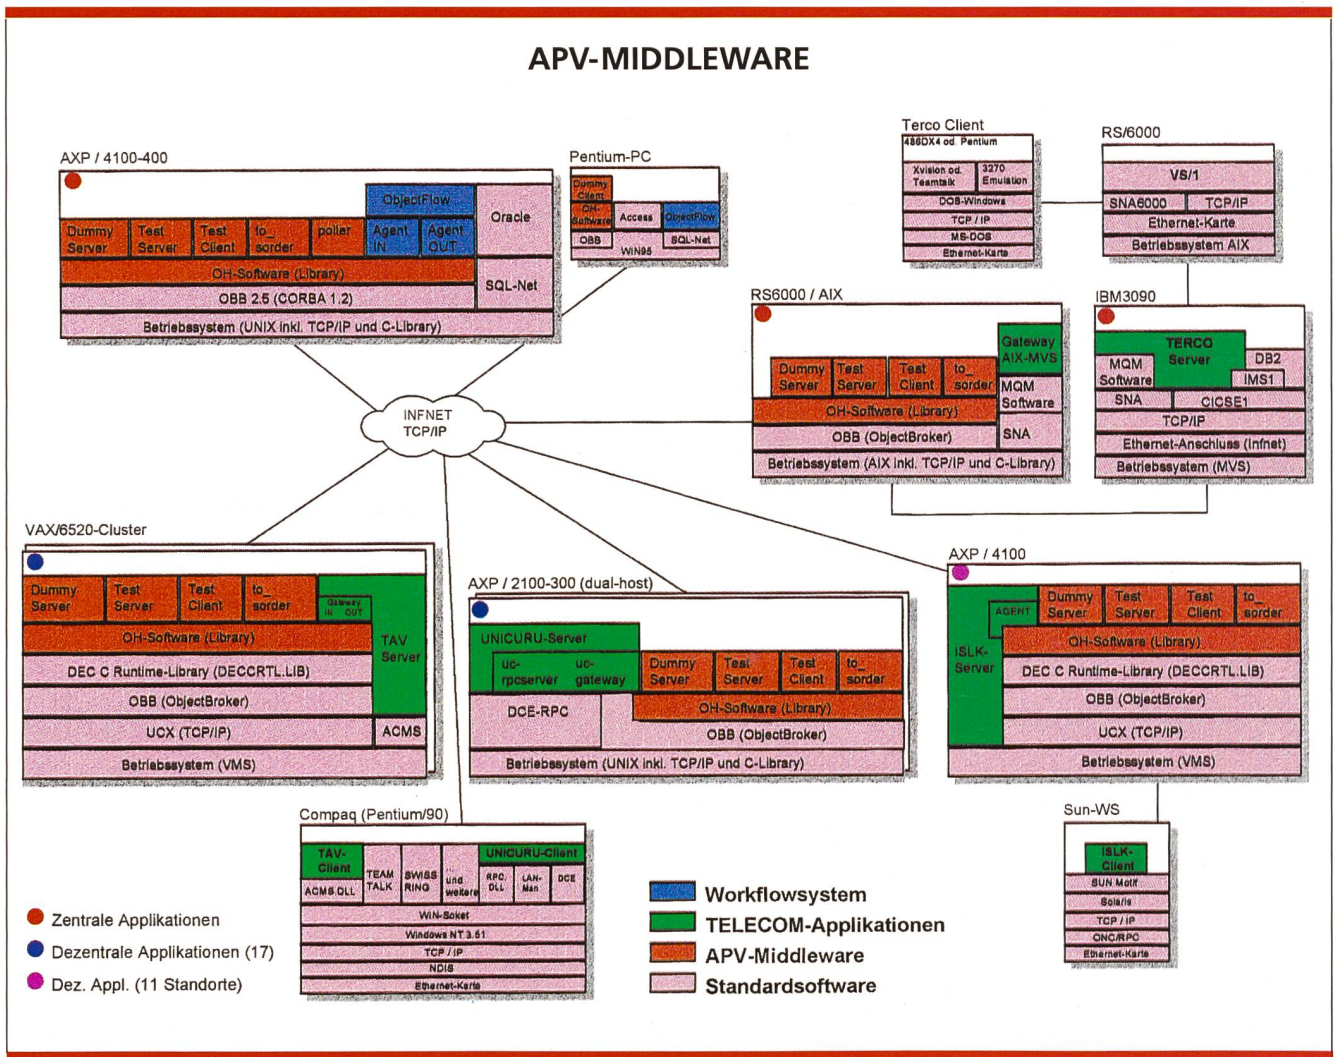 APV-MIDDLEWARE
AXP / 4100-400
ObjectFlow
Oracle
Dummy Server
Test Server
Test Client
to_ sorder
poller
Agent IN
Agent OUT
OH-Software (Library)
SQL-Net
OBB 2.5 (CORBA 1.2)
Betriebssystem (UNIX inkl. TCP/IP und C-Library)
Pentium-PC
Dummy Client
OH-Software
Access
ObjectFlow
OBB
SQL-Net
WIN95
Terco Client
486DX4 od. Pentium
Xvision od. Teamtalk
3270 Emulation
DOS-Windows
TCP / IP
MS-DOS
Ethernet-Karte
RS/6000
VS/1
SNA6000
TCP/IP
Ethernet-Karte
Betriebssystem AIX
INFNET
TCP/IP
RS6000 / AIX
Gateway AIX-MVS
Dummy Server
Test Server
Test Client
to_ sorder
MQM Software
OH-Software (Library)
OBB (ObjectBroker)
SNA
Betriebssystem (AIX inkl. TCP/IP und C-Library)
IBM3090
TERCO Server
MQM Software
DB2
IMS1
SNA
CICSE1
TCP/IP
Ethernet-Anschluss (Infnet)
Betriebssystem (MVS)
VAX/6520-Cluster
Dummy Server
Test Server
Test Client
to_ sorder
Gateway
IN OUT
TAV Server
OH-Software (Library)
DEC C Runtime-Library (DECCRTL.LIB)
OBB (ObjectBroker)
UCX (TCP/IP)
ACMS
Betriebssystem (VMS)
AXP / 2100-300 (dual-host)
UNICURU-Server
uc- rpcserver
uc- gateway
Dummy Server
Test Server
Test Client
to_ sorder
DCE-RPC
OH-Software (Library)
OBB (ObjectBroker)
Betriebssystem (UNIX inkl. TCP/IP und C-Library)
AXP / 4100
AGENT
Dummy Server
Test Server
Test Client
to_ sorder
ISLK- Server
OH-Software (Library)
DEC C Runtime-Library (DECCRTL.LIB)
OBB (ObjectBroker)
UCX (TCP/IP)
Betriebssystem (VMS)
Compaq (Pentium/90)
TAV- Client
ACMS.DLL
TEAM TALK
SWISS RING
... und weitere
UNICURU-Client
RPC. DLL
LAN- Man
DCE
WIN-Soket
Windows NT 3.51
TCP / IP
NDIS
Ethernet-Karte
Sun-WS
ISLK- Client
SUN Motif
Solaris
TCP / IP
ONC/RPC
Ethernet-Karte
Zentrale Applikationen
Dezentrale Applikationen (17)
Dez. Appl. (11 Standorte)
Workflowsystem
TELECOM-Applikationen
APV-Middleware
Standardsoftware